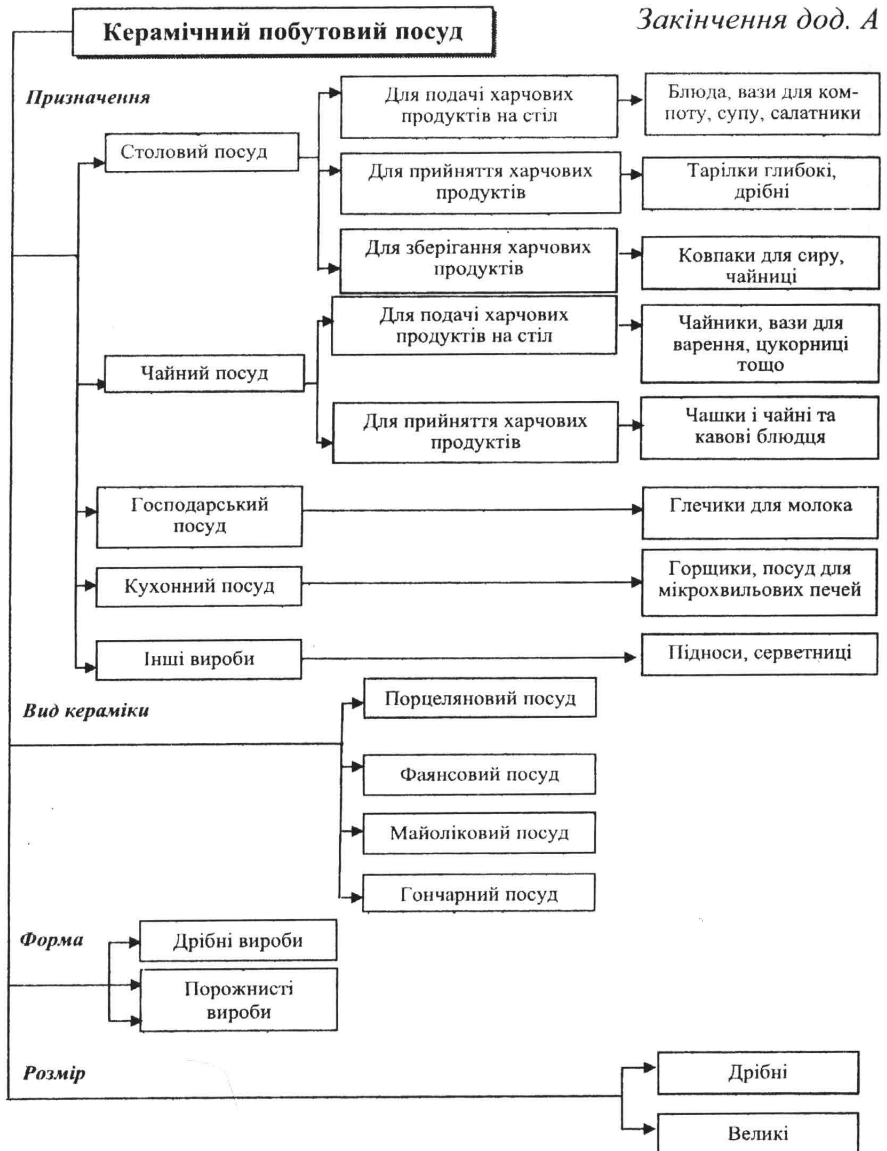 Керамічний побутовий посуд
Закінчення дод. А
Призначення
Столовий посуд
Для подачі харчових
продуктів на стіл
Блюда, вази для ком-
поту, супу, салатники
Для прийняття харчових
продуктів
Тарілки глибокі,
дрібні
Для зберігання харчових
продуктів
Ковпаки для сиру,
чайниці
Чайний посуд
Для подачі харчових
продуктів на стіл
Чайники, вази для
варення, цукорниці
тощо
Для прийняття харчових
продуктів
Чашки і чайні та
кавові блюдця
Господарський
посуд
Глечики для молока
Кухонний посуд
Горщики, посуд для
мікрохвильових печей
Інші вироби
Підноси, серветниці
Вид кераміки
Порцеляновий посуд
Фаянсовий посуд
Майоліковий посуд
Гончарний посуд
Форма
Дрібні вироби
Порожнисті
вироби
Розмір
Дрібні
Великі